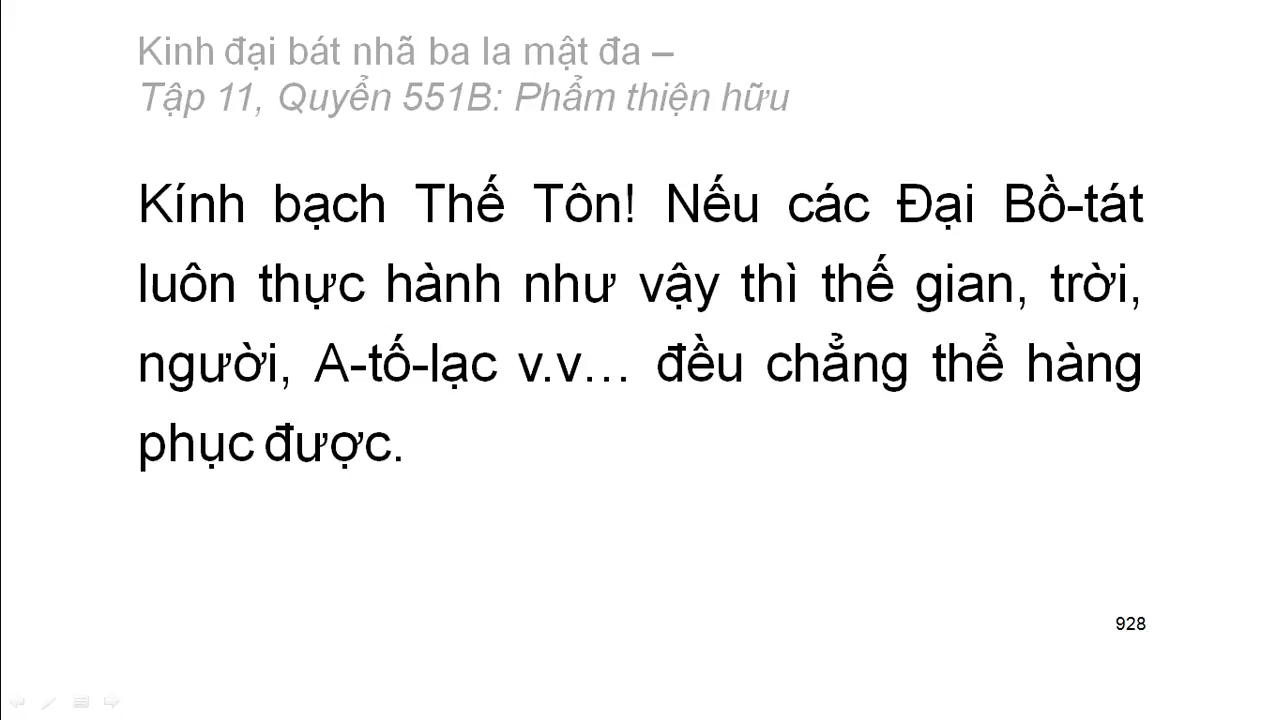 Kinh đại bát nhã ba la mật đa –
Tập 11, Quyển 551B: Phẩm thiện hữu
Kính bạch Thế Tôn! Nếu các Đại Bồ-tát
luôn thực hành như vậy thì thế gian, trời,
người, A-tố-lạc v.v… đều chẳng thể hàng
phục được.
928